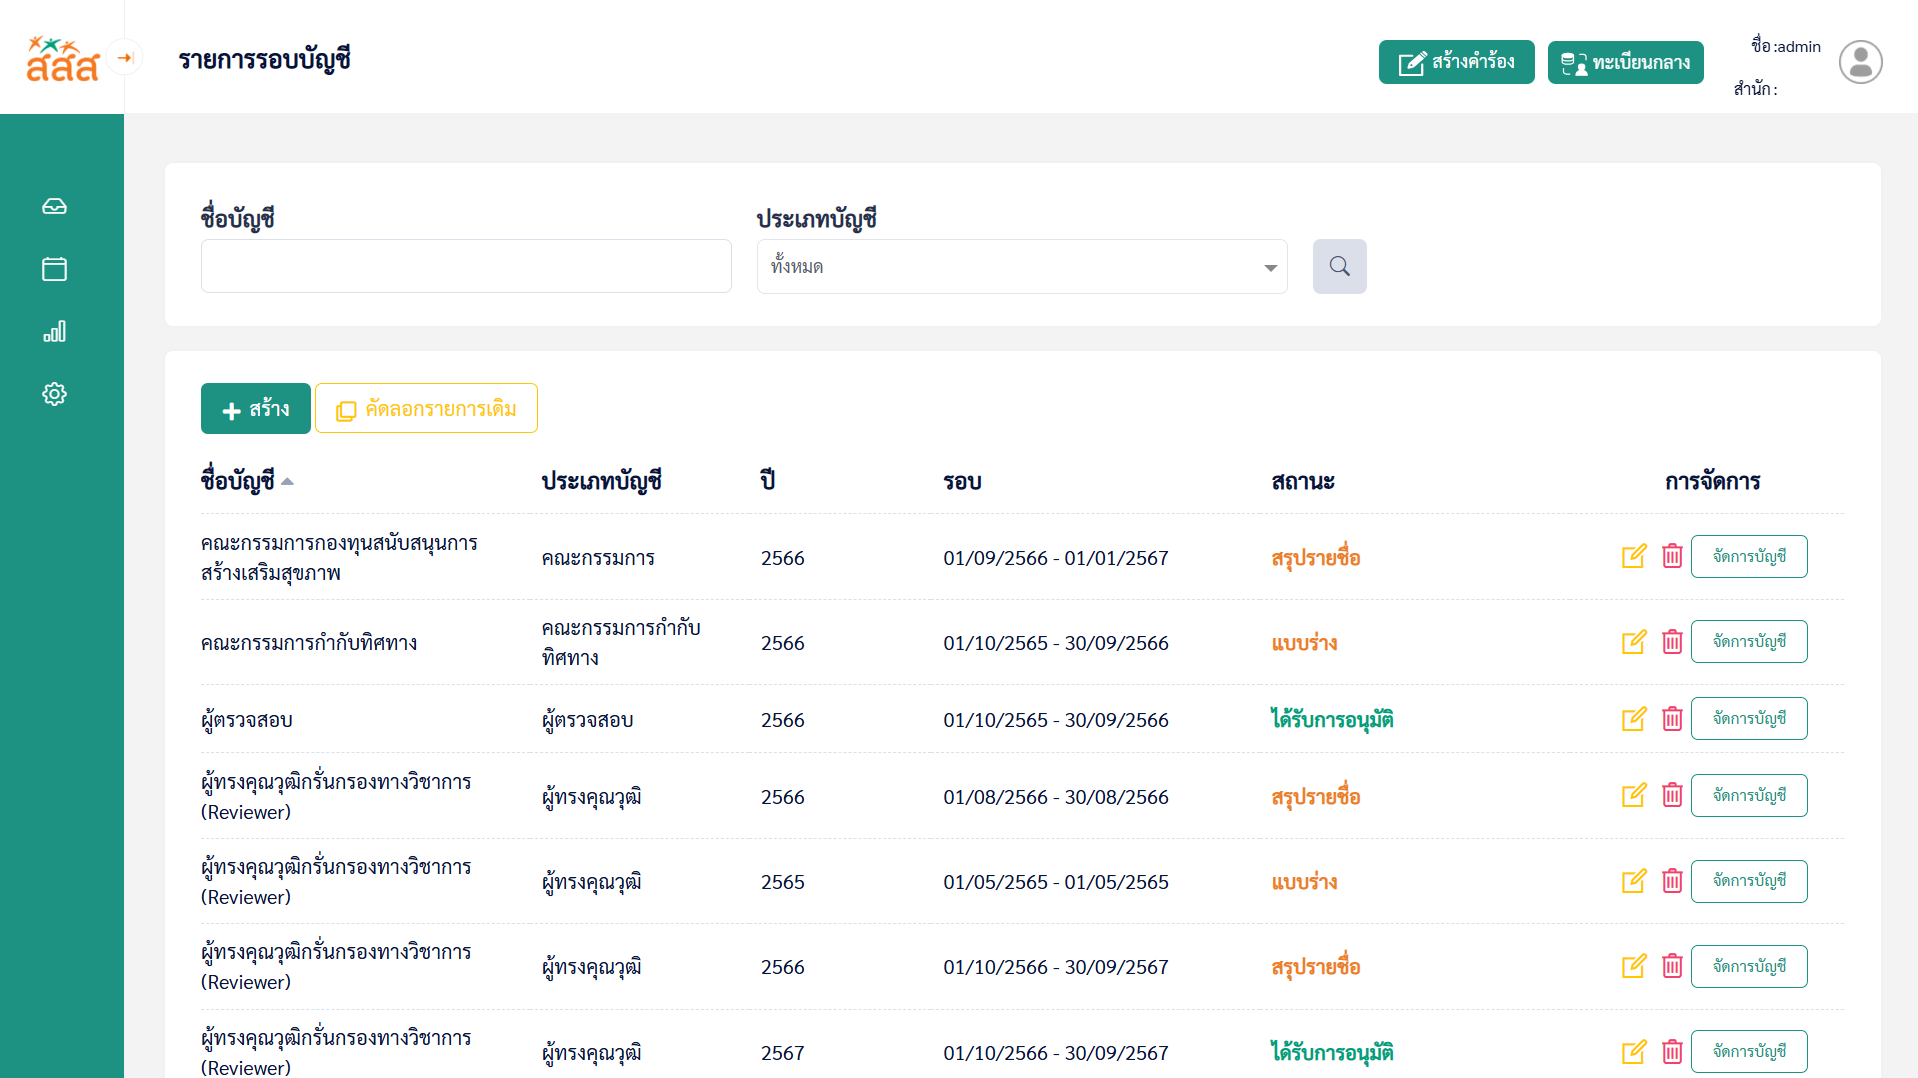 สสส
รายการรอบบัญชี
สร้างคำร้อง
ทะเบียนกลาง
ชื่อ :admin
สำนัก :
ชื่อบัญชี
ประเภทบัญชี
ทั้งหมด
สร้าง
คัดลอกรายการเดิม
ชื่อบัญชี ประเภทบัญชี ปี รอบ สถานะ การจัดการ
คณะกรรมการกองทุนสนับสนุนการ
สร้างเสริมสุขภาพ
คณะกรรมการ 2566 01/09/2566 - 01/01/2567 สรุปรายชื่อ จัดการบัญชี
คณะกรรมการกำกับทิศทาง
คณะกรรมการกำกับ
ทิศทาง
2566 01/10/2565 - 30/09/2566 แบบร่าง จัดการบัญชี
ผู้ตรวจสอบ ผู้ตรวจสอบ 2566 01/10/2565 - 30/09/2566 ได้รับการอนุมัติ จัดการบัญชี
ผู้ทรงคุณวุฒิกรั่นกรองทางวิชาการ
(Reviewer)
ผู้ทรงคุณวุฒิ 2566 01/08/2566 - 30/08/2566 สรุปรายชื่อ จัดการบัญชี
ผู้ทรงคุณวุฒิกรั่นกรองทางวิชาการ
(Reviewer)
ผู้ทรงคุณวุฒิ 2565 01/05/2565 - 01/05/2565 แบบร่าง จัดการบัญชี
ผู้ทรงคุณวุฒิกรั่นกรองทางวิชาการ
(Reviewer)
ผู้ทรงคุณวุฒิ 2566 01/10/2566 - 30/09/2567 สรุปรายชื่อ จัดการบัญชี
ผู้ทรงคุณวุฒิกรั่นกรองทางวิชาการ
(Reviewer)
ผู้ทรงคุณวุฒิ 2567 01/10/2566 - 30/09/2567 ได้รับการอนุมัติ จัดการบัญชี